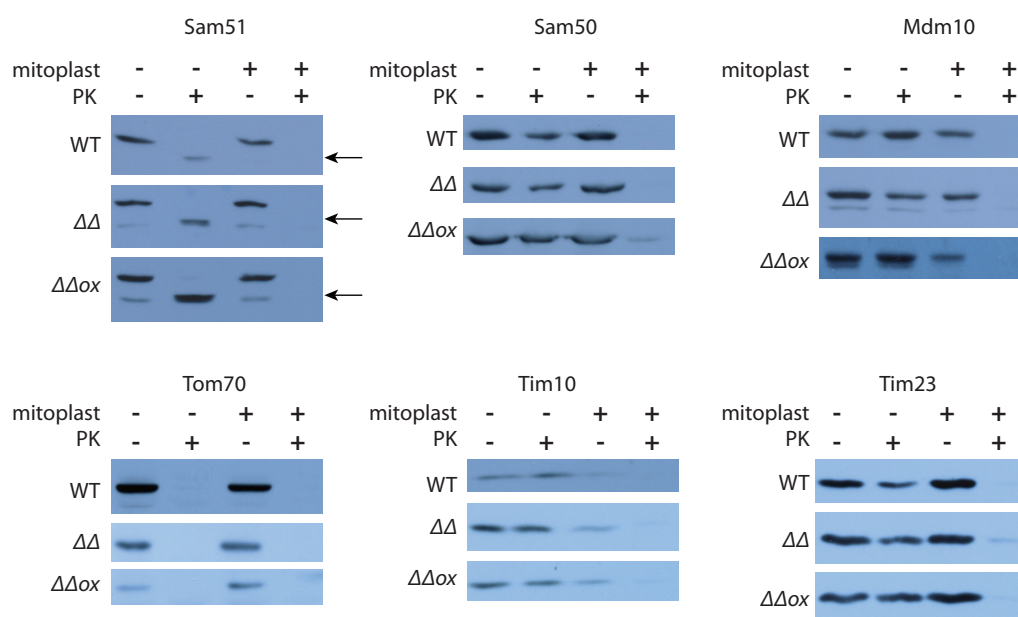 Sam51
mitoplast - - + +
PK - + - +
WT
ΔΔ
ΔΔox
Sam50
mitoplast - - + +
PK - + - +
WT
ΔΔ
ΔΔox
Mdm10
mitoplast - - + +
PK - + - +
WT
ΔΔ
ΔΔox
Tom70
mitoplast - - + +
PK - + - +
WT
ΔΔ
ΔΔox
Tim10
mitoplast - - + +
PK - + - +
WT
ΔΔ
ΔΔox
Tim23
mitoplast - - + +
PK - + - +
WT
ΔΔ
ΔΔox